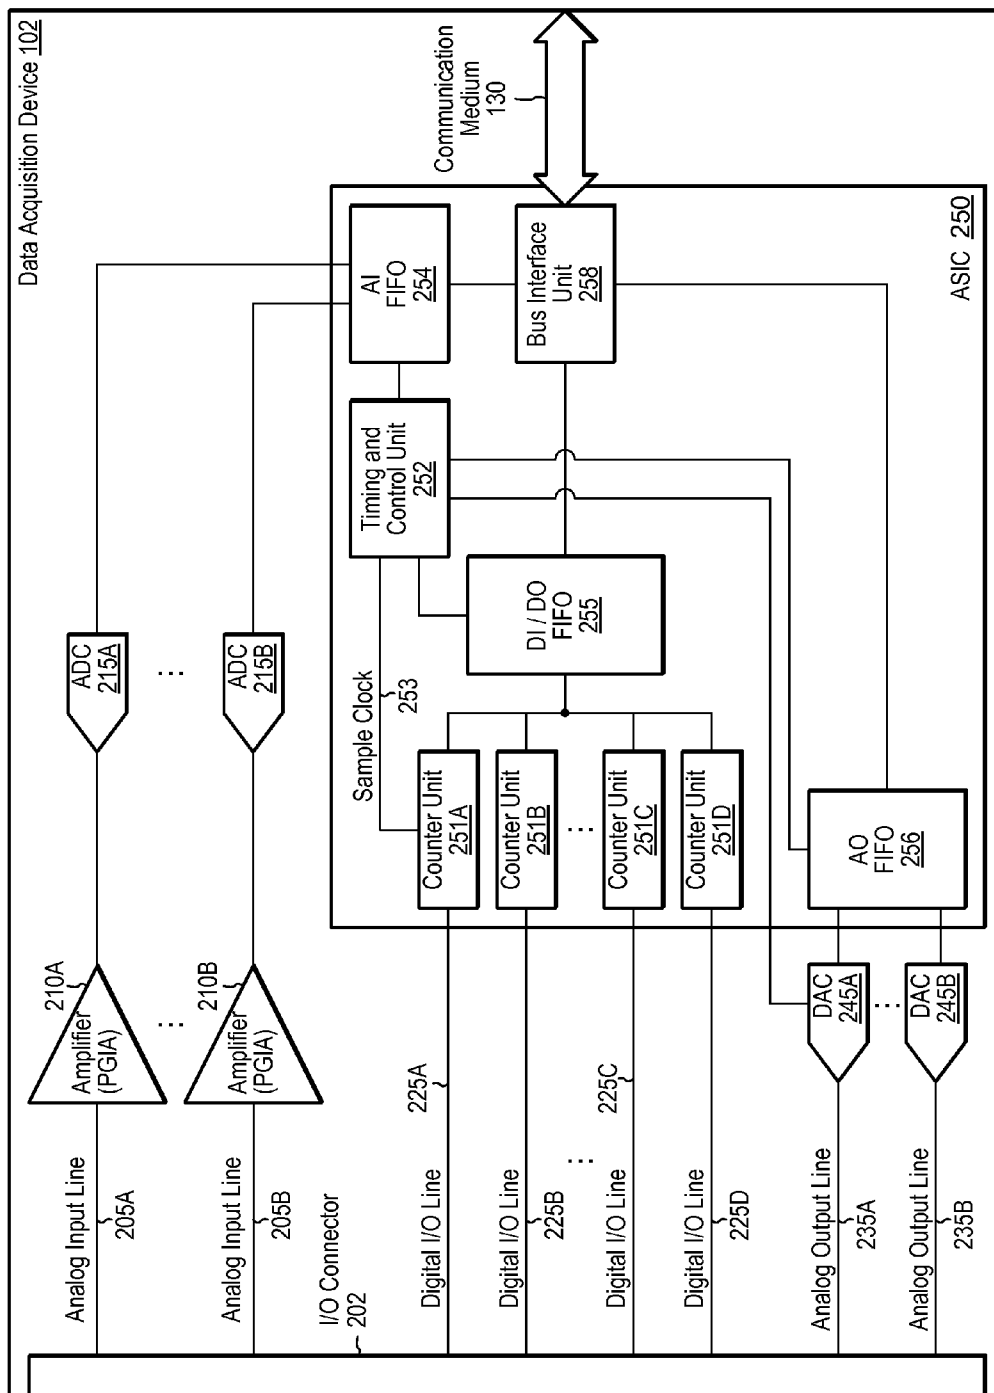 Data Acquisition Device 102
Analog Input Line
205A
Amplifier
(PGIA)
210A
ADC
215A
...
...
Analog Input Line
205B
Amplifier
(PGIA)
210B
ADC
215B
I/O Connector
202
AI
FIFO
254
Timing and
Control Unit
252
Sample Clock
253
Communication
Medium
130
Bus Interface
Unit
258
DI / DO
FIFO
255
Digital I/O Line
225A
Counter Unit
251A
Digital I/O Line
225B
Counter Unit
251B
...
...
Digital I/O Line
225C
Counter Unit
251C
Digital I/O Line
225D
Counter Unit
251D
Analog Output Line
235A
DAC
245A
...
Analog Output Line
235B
DAC
245B
AO
FIFO
256
ASIC 250